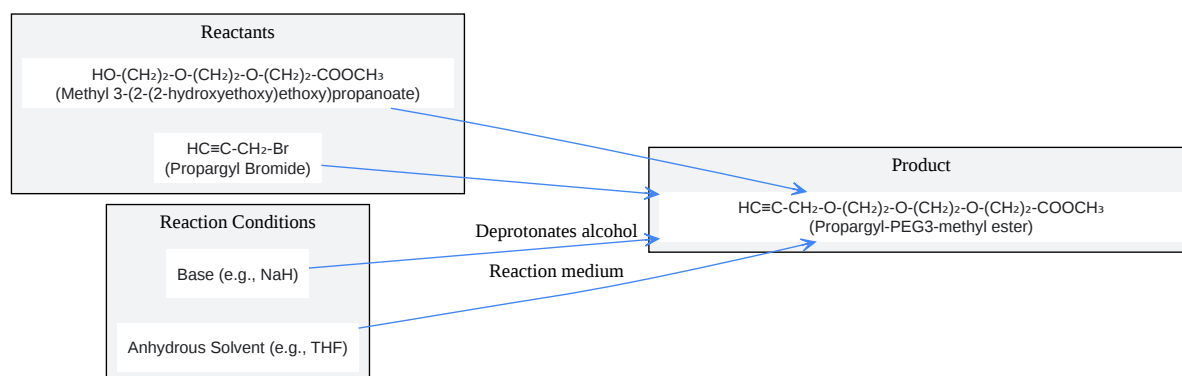 Reactants
HO-(CH₂)₂-O-(CH₂)₂-O-(CH₂)₂-COOCH₃
(Methyl 3-(2-(2-hydroxyethoxy)ethoxy)propanoate)
HC≡C-CH₂-Br
(Propargyl Bromide)
Reaction Conditions
Base (e.g., NaH)
Anhydrous Solvent (e.g., THF)
Deprotonates alcohol
Reaction medium
Product
HC≡C-CH₂-O-(CH₂)₂-O-(CH₂)₂-O-(CH₂)₂-COOCH₃
(Propargyl-PEG3-methyl ester)